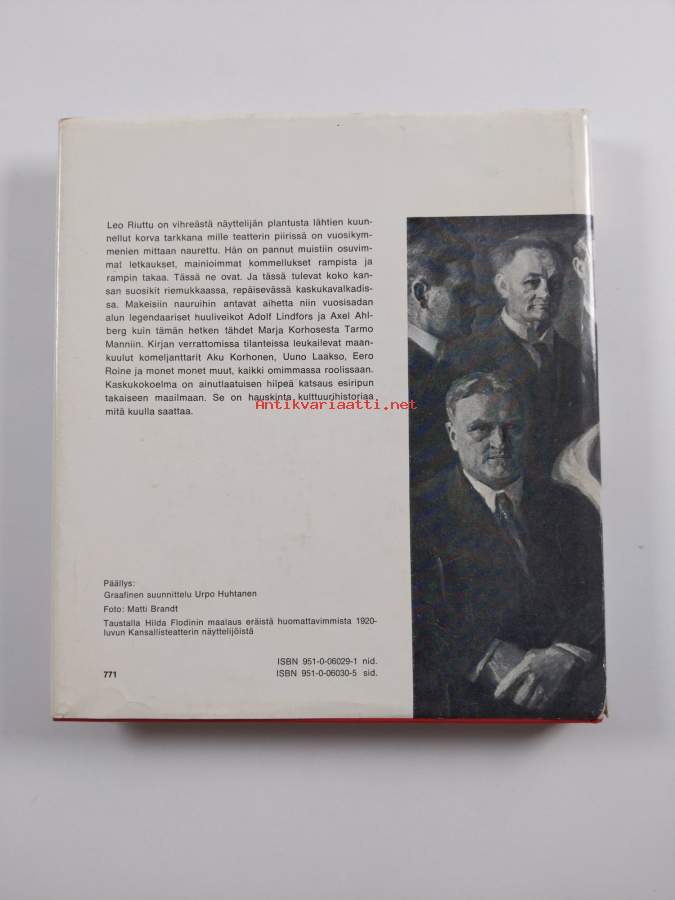 Leo Riuttu on vihreästä näyttelijän plantusta lähtien kuun-
nellut korva tarkkana mille teatterin piirissä on vuosikym-
menien mittaan naurettu. Hän on pannut muistiin osuvim-
mat letkaukset, mainioimmat kommellukset rampista ja
rampin takaa. Tässä ne ovat. Ja tässä tulevat koko kan-
san suosikit riemukkaassa, repäisevässä kaskukavalkadis-
sa. Makeisiin nauruihin antavat aihetta niin vuosisadan
alun legendaariset huuliveikot Adolf Lindfors ja Axel Ahl-
berg kuin tämän hetken tähdet Marja Korhosesta Tarmo
Manniin. Kirjan verrattomissa tilanteissa leukailevat maan-
kuulut komeljanttarit Aku Korhonen, Uuno Laakso, Eero
Roine ja monet monet muut, kaikki omimmassa roolissaan.
Kaskukokoelma on ainutlaatuisen hilpeä katsaus esiripun
takaiseen maailmaan. Se on hauskinta kulttuurihistoriaa
mitä kuulla saattaa.
Antikvariaatti.net
Päällys:
Graafinen suunnittelu Urpo Huhtanen
Foto: Matti Brandt
Taustalla Hilda Flodinin maalaus eräistä huomattavimmista 1920-
luvun Kansallisteatterin näyttelijöistä
ISBN 951-0-06029-1 nid.
771 ISBN 951-0-06030-5 sid.